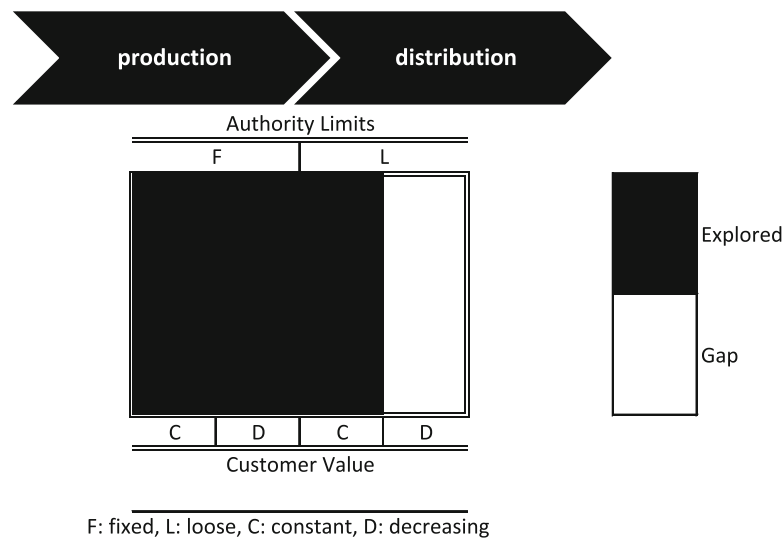 production distribution
Authority Limits
F L
Explored
Gap
C D C D
Customer Value
F: fixed, L: loose, C: constant, D: decreasing